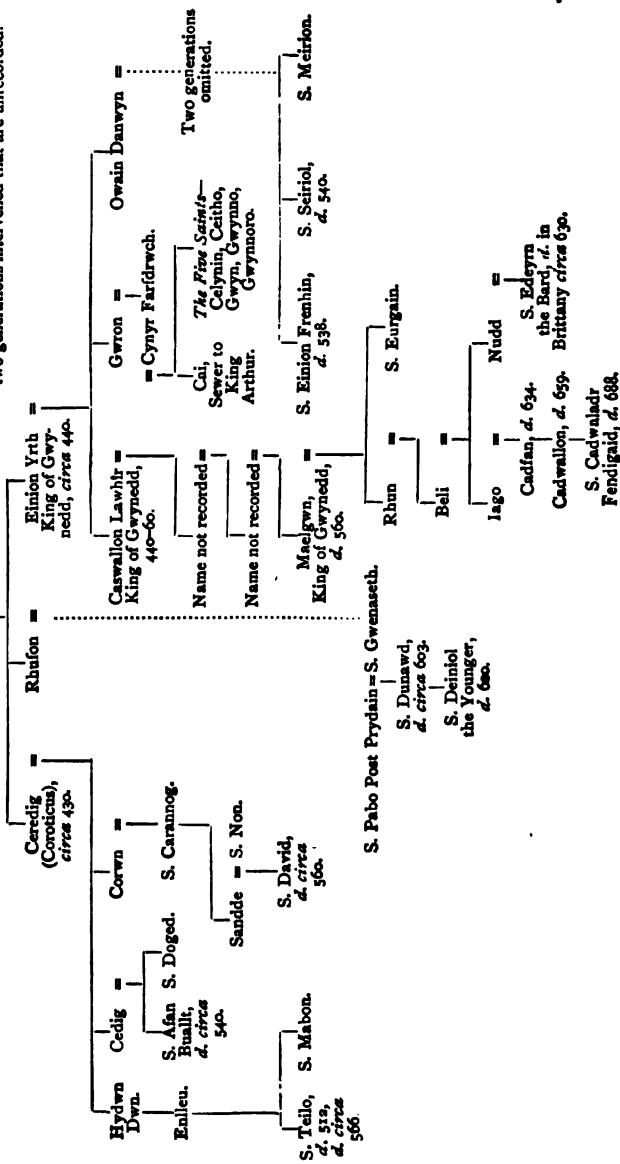 two generations intervened that are unrecorded.
Ceredig =
(Coroticus),
circa 430.
Rhufon =
Einion Yrth =
King of Gwy-
nedd, circa 440.
Hydwn
Dwn.
Cedig =
Corwn =
Caswallon Lawhir =
King of Gwynedd,
440-60.
Gwron =
Owain Danwyn =
= Cynyr Farfdrwch.
Enlleu.
S. Afan
Buallt,
d. circa
540.
S. Doged.
S. Carannog.
Name not recorded =
Cai,
Sewer to
King
Arthur.
The Five Saints—
Celynin, Ceitho,
Gwyn, Gwynno,
Gwynnoro.
Two generations
omitted.
Sandde = S. Non.
Name not recorded =
S. Teilo,
d. 512,
d. circa
566.
S. Mabon.
S. David,
d. circa
560.
Maelgwn, =
King of Gwynedd,
d. 560.
S. Einion Frenhin,
d. 538.
S. Seiriol,
d. 540.
S. Meirion.
S. Pabo Post Prydain = S. Gwenaseth.
S. Dunawd,
d. circa 603.
S. Deiniol
the Younger,
d. 620.
Rhun =
S. Eurgain.
Beli =
Iago =
Nudd =
Cadfan, d. 634.
S. Edeyrn
the Bard, d. in
Brittany circa 630.
Cadwallon, d. 659.
S. Cadwaladr
Fendigaid, d. 688.